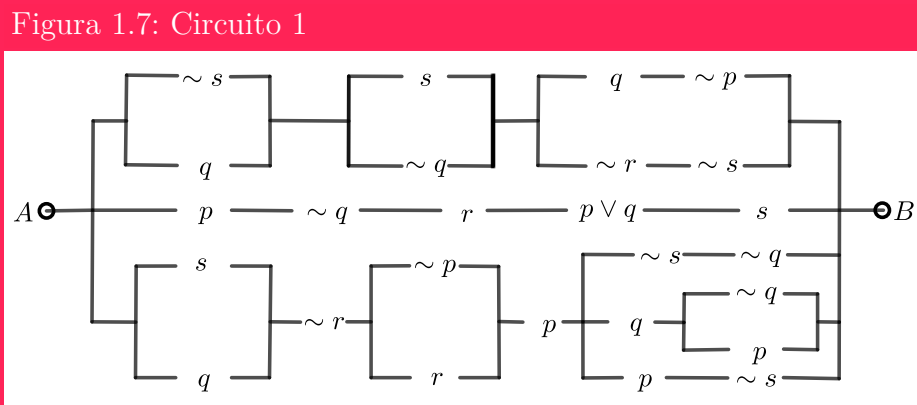 Figura 1.7: Circuito 1
∼ s s q ∼ p
q ∼ q ∼ r ∼ s
A p ∼ q r p ∨ q s B
∼ s ∼ q
s ∼ p
∼ q
∼ r p q
p
q r p ∼ s